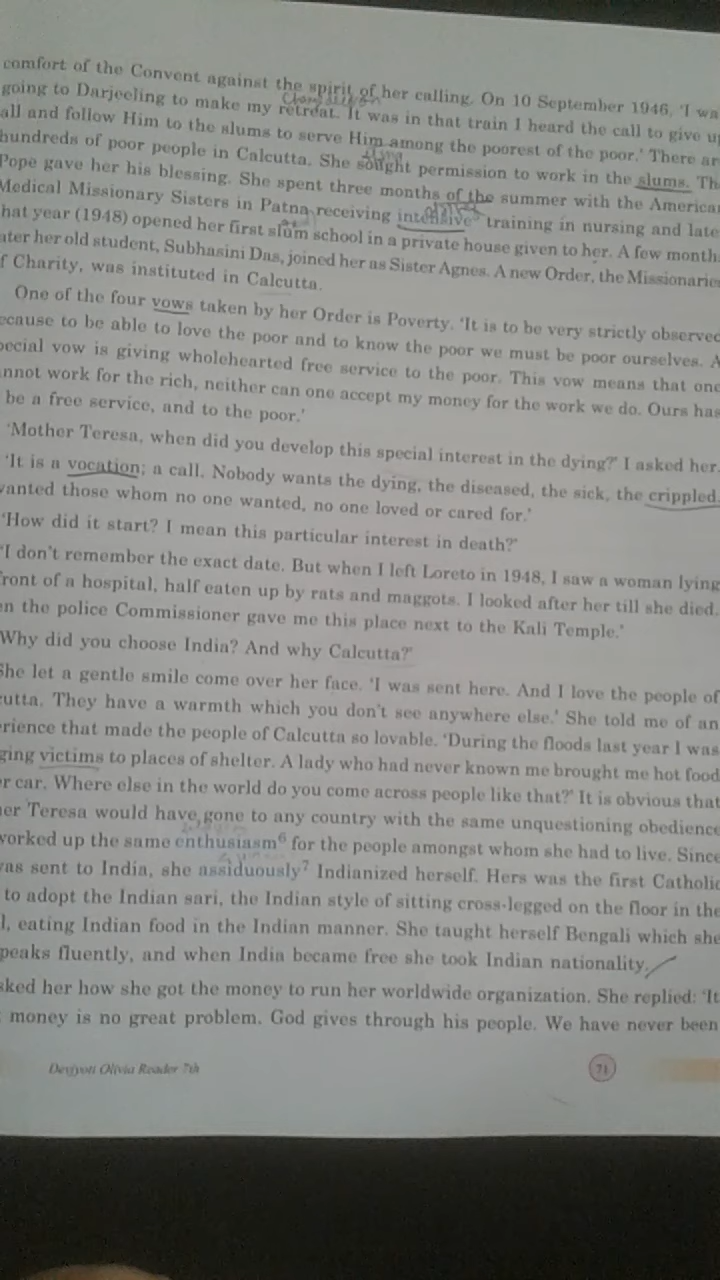 comfort of the Convent against the spirit of her calling. On 10 September 1946, 'I wa
going to Darjeeling to make my retreat. It was in that train I heard the call to give up
all and follow Him to the slums to serve Him among the poorest of the poor.' There ar
hundreds of poor people in Calcutta. She sought permission to work in the slums. Th
Pope gave her his blessing. She spent three months of the summer with the America
Medical Missionary Sisters in Patna receiving intensive training in nursing and late
hat year (1948) opened her first slum school in a private house given to her. A few month
ater her old student, Subhasini Das, joined her as Sister Agnes. A new Order, the Missionarie
f Charity, was instituted in Calcutta.
One of the four vows taken by her Order is Poverty. 'It is to be very strictly observed
ecause to be able to love the poor and to know the poor we must be poor ourselves. A
pecial vow is giving wholehearted free service to the poor. This vow means that one
nnot work for the rich, neither can one accept my money for the work we do. Ours has
be a free service, and to the poor.'
'Mother Teresa, when did you develop this special interest in the dying?' I asked her.
'It is a vocation; a call. Nobody wants the dying, the diseased, the sick, the crippled.
wanted those whom no one wanted, no one loved or cared for.'
'How did it start? I mean this particular interest in death?'
'I don't remember the exact date. But when I left Loreto in 1948, I saw a woman lying
front of a hospital, half eaten up by rats and maggots. I looked after her till she died.
en the police Commissioner gave me this place next to the Kali Temple.'
Why did you choose India? And why Calcutta?'
She let a gentle smile come over her face. 'I was sent here. And I love the people of
cutta. They have a warmth which you don't see anywhere else.' She told me of an
erience that made the people of Calcutta so lovable. 'During the floods last year I was
ging victims to places of shelter. A lady who had never known me brought me hot food
er car. Where else in the world do you come across people like that?' It is obvious that
her Teresa would have gone to any country with the same unquestioning obedience
worked up the same enthusiasm⁶ for the people amongst whom she had to live. Since
was sent to India, she assiduously⁷ Indianized herself. Hers was the first Catholic
to adopt the Indian sari, the Indian style of sitting cross-legged on the floor in the
l, eating Indian food in the Indian manner. She taught herself Bengali which she
peaks fluently, and when India became free she took Indian nationality.
sked her how she got the money to run her worldwide organization. She replied: 'It
money is no great problem. God gives through his people. We have never been
Devjyoti Olivia Reader 7th
71